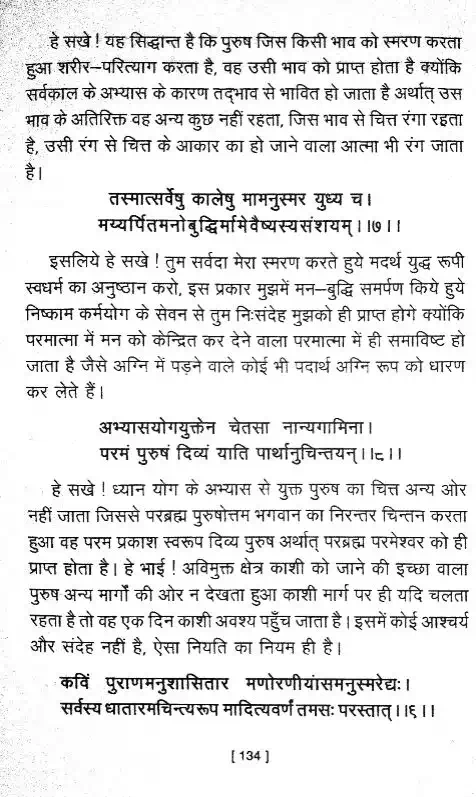 हे सखे ! यह सिद्धान्त है कि पुरुष जिस किसी भाव को स्मरण करता
हुआ शरीर–परित्याग करता है, वह उसी भाव को प्राप्त होता है क्योंकि
सर्वकाल के अभ्यास के कारण तद्‌भाव से भावित हो जाता है अर्थात् उस
भाव के अतिरिक्त वह अन्य कुछ नहीं रहता, जिस भाव से चित्त रंगा रहता
है, उसी रंग से चित्त के आकार का हो जाने वाला आत्मा भी रंग जाता
है।
तस्मात्सर्वेषु कालेषु मामनुस्मर युध्य च।
मय्यर्पितमनोबुद्धिर्मामेवैष्यस्यसंशयम्।।७।।
इसलिये हे सखे ! तुम सर्वदा मेरा स्मरण करते हुये मदर्थ युद्ध रूपी
स्वधर्म का अनुष्ठान करो, इस प्रकार मुझमें मन–बुद्धि समर्पण किये हुये
निष्काम कर्मयोग के सेवन से तुम निःसंदेह मुझको ही प्राप्त होगे क्योंकि
परमात्मा में मन को केन्द्रित कर देने वाला परमात्मा में ही समाविष्ट हो
जाता है जैसे अग्नि में पड़ने वाले कोई भी पदार्थ अग्नि रूप को धारण
कर लेते हैं।
अभ्यासयोगयुक्तेन चेतसा नान्यगामिना।
परमं पुरुषं दिव्यं याति पार्थानुचिन्तयन्।।८।।
हे सखे ! ध्यान योग के अभ्यास से युक्त पुरुष का चित्त अन्य ओर
नहीं जाता जिससे परब्रह्म पुरुषोत्तम भगवान का निरन्तर चिन्तन करता
हुआ वह परम प्रकाश स्वरूप दिव्य पुरुष अर्थात् परब्रह्म परमेश्वर को ही
प्राप्त होता है। हे भाई ! अविमुक्त क्षेत्र काशी को जाने की इच्छा वाला
पुरुष अन्य मार्गों की ओर न देखता हुआ काशी मार्ग पर ही यदि चलता
रहता है तो वह एक दिन काशी अवश्य पहुँच जाता है। इसमें कोई आश्चर्य
और संदेह नहीं है, ऐसा नियति का नियम ही है।
कविं पुराणमनुशासितार मणोरणीयांसमनुस्मरेद्यः।
सर्वस्य धातारमचिन्त्यरूप मादित्यवर्णं तमसः परस्तात्।।९।।
[ 134 ]